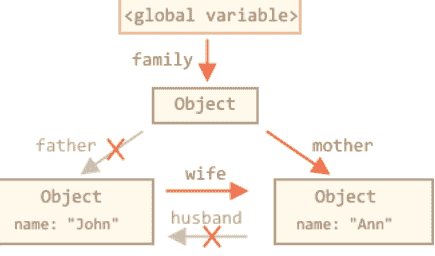 <global variable>
family
Object
father
mother
wife
Object
name: "John"
husband
Object
name: "Ann"